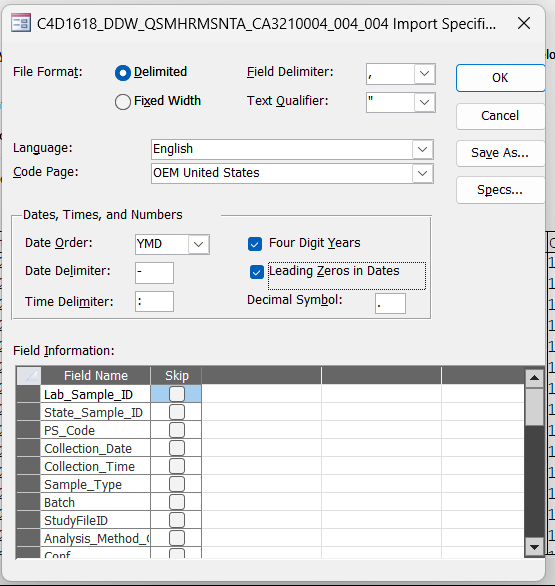 C4D1618_DDW_QSMHRMSNTA_CA3210004_004_004 Import Specifi...
File Format: Delimited Field Delimiter: , OK
Fixed Width Text Qualifier: " Cancel
Language: English Save As...
Code Page: OEM United States
Specs...
Dates, Times, and Numbers
Date Order: YMD Four Digit Years
Date Delimiter: - Leading Zeros in Dates
Time Delimiter: : Decimal Symbol: .
Field Information:
Field Name Skip
Lab_Sample_ID
State_Sample_ID
PS_Code
Collection_Date
Collection_Time
Sample_Type
Batch
StudyFileID
Analysis_Method_
Conf